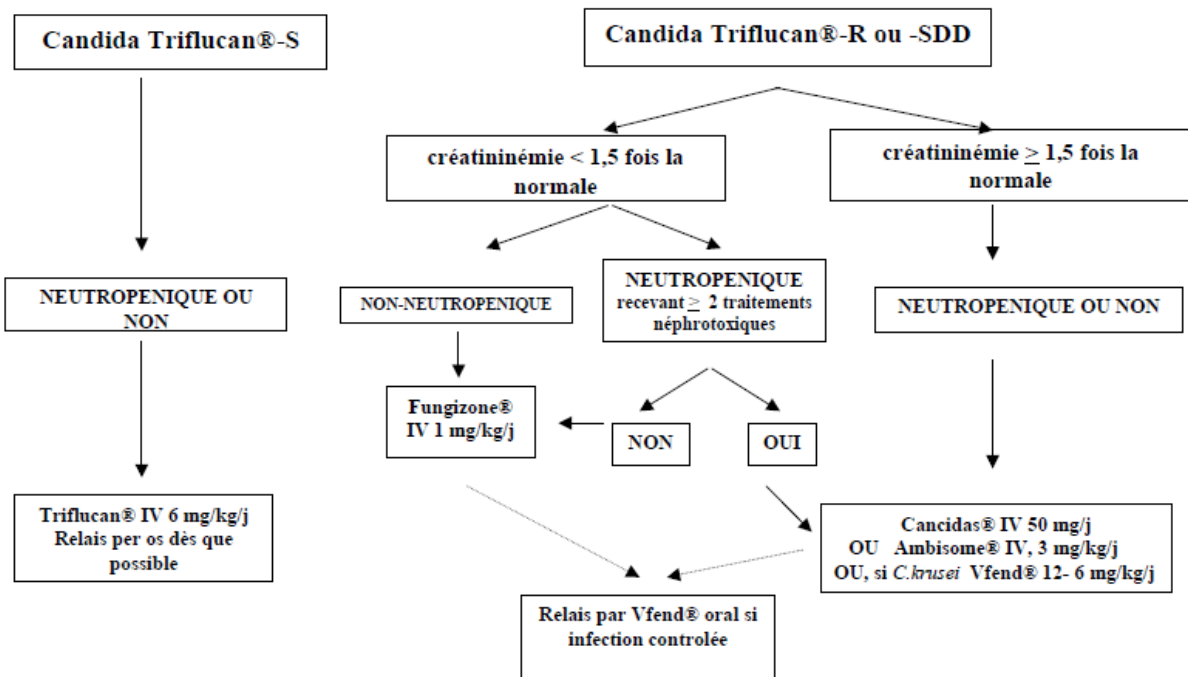 Candida Triflucan®-S
Candida Triflucan®-R ou -SDD
créatininémie < 1,5 fois la
normale
créatininémie ≥ 1,5 fois la
normale
NEUTROPENIQUE OU
NON
NON-NEUTROPENIQUE
NEUTROPENIQUE
recevant ≥ 2 traitements
néphrotoxiques
NEUTROPENIQUE OU NON
Fungizone®
IV 1 mg/kg/j
NON
OUI
Triflucan® IV 6 mg/kg/j
Relais per os dès que
possible
Cancidas® IV 50 mg/j
OU Ambisome® IV, 3 mg/kg/j
OU, si C.krusei Vfend® 12- 6 mg/kg/j
Relais par Vfend® oral si
infection controlée